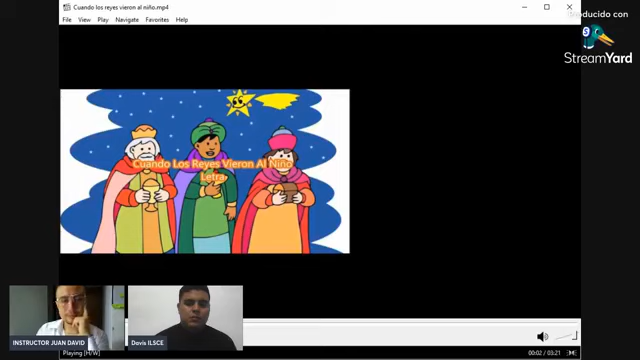 Cuando los reyes vieron al niño.mp4
File View Play Navigate Favorites Help
oducido con
StreamYard
Cuando Los Reyes Vieron Al Niño
Letra
INSTRUCTOR JUAN DAVID
Dovis ILSCE
Playing [H/W]
00:02 / 03:21